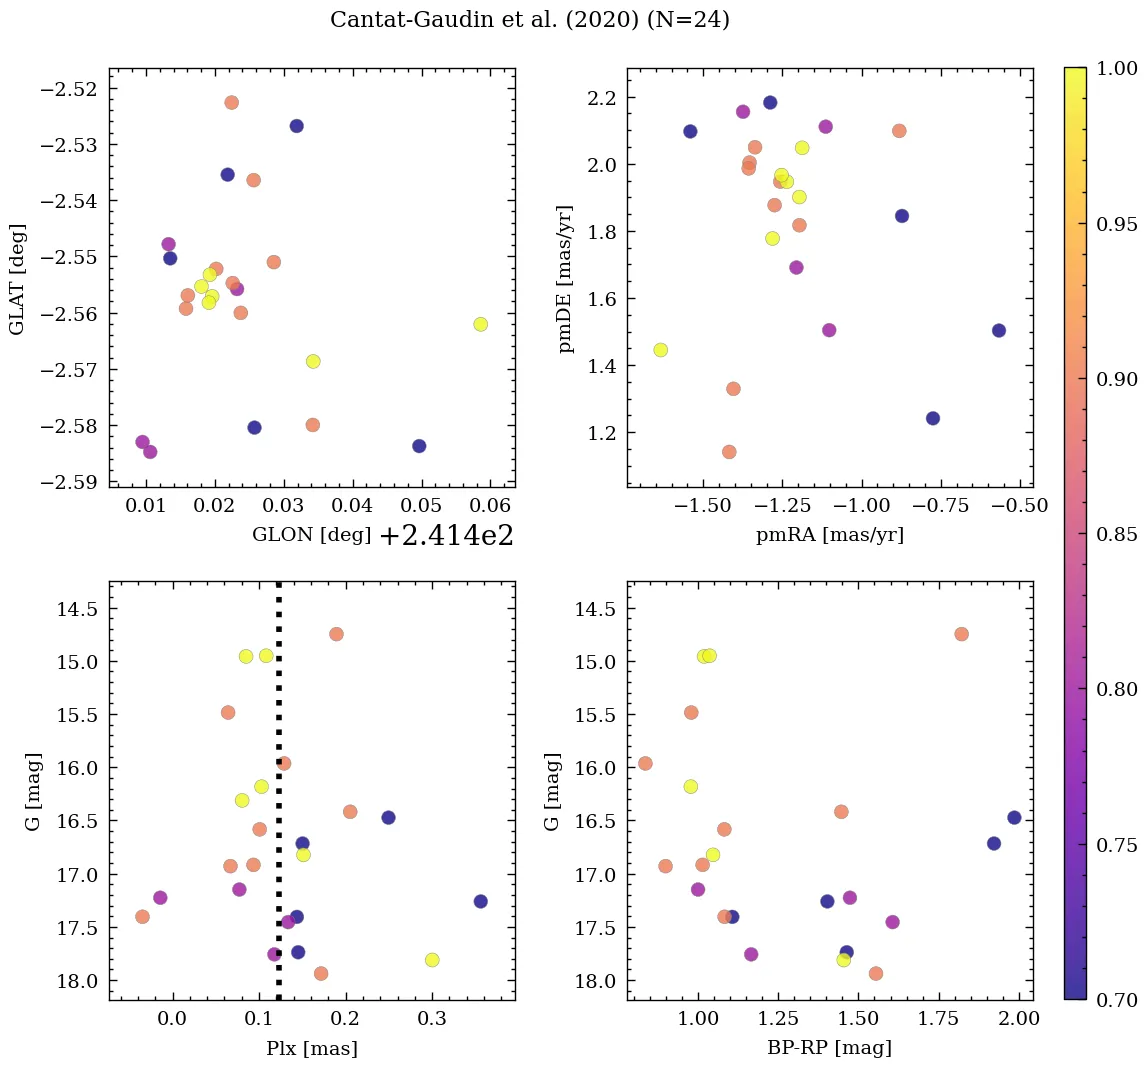 Cantat-Gaudin et al. (2020) (N=24)
−2.52
−2.53
−2.54
−2.55
−2.56
−2.57
−2.58
−2.59
GLAT [deg]
0.01 0.02 0.03 0.04 0.05 0.06
GLON [deg] +2.414e2
2.2
2.0
1.8
1.6
1.4
1.2
pmDE [mas/yr]
−1.50 −1.25 −1.00 −0.75 −0.50
pmRA [mas/yr]
14.5
15.0
15.5
16.0
16.5
17.0
17.5
18.0
G [mag]
0.0 0.1 0.2 0.3
Plx [mas]
14.5
15.0
15.5
16.0
16.5
17.0
17.5
18.0
G [mag]
1.00 1.25 1.50 1.75 2.00
BP-RP [mag]
1.00
0.95
0.90
0.85
0.80
0.75
0.70